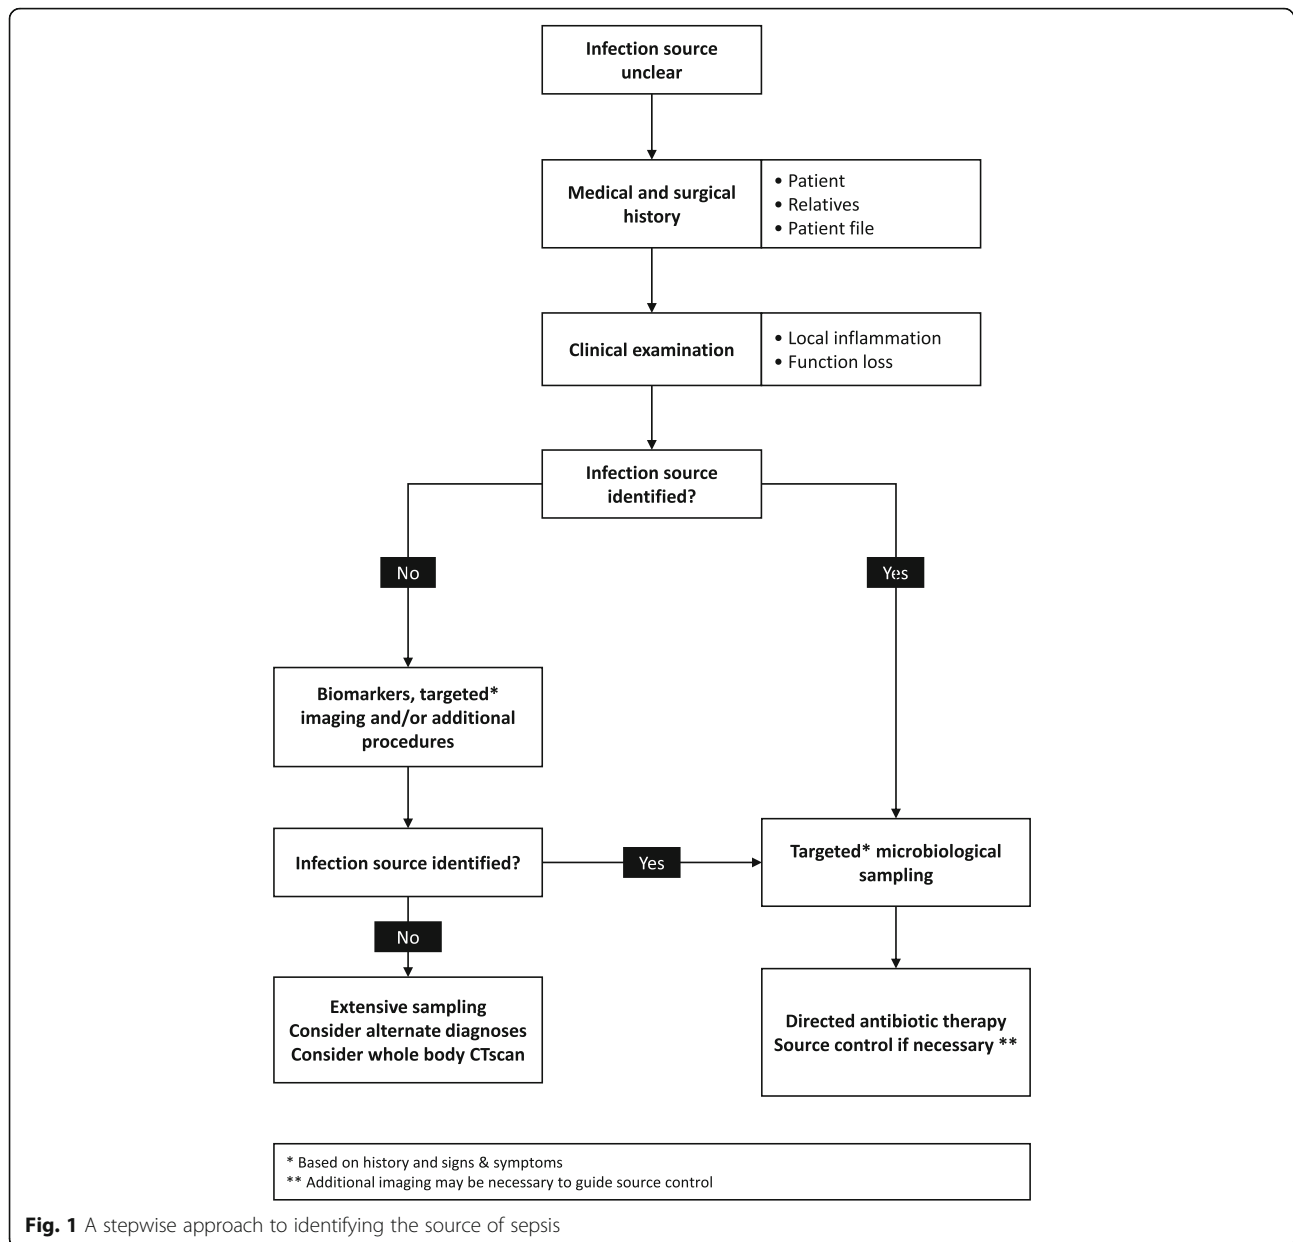 Infection source
unclear
Medical and surgical
history
• Patient
• Relatives
• Patient file
Clinical examination
• Local inflammation
• Function loss
Infection source
identified?
No
Yes
Biomarkers, targeted*
imaging and/or additional
procedures
Infection source identified?
Yes
Targeted* microbiological
sampling
No
Extensive sampling
Consider alternate diagnoses
Consider whole body CTscan
Directed antibiotic therapy
Source control if necessary **
* Based on history and signs & symptoms
** Additional imaging may be necessary to guide source control
Fig. 1 A stepwise approach to identifying the source of sepsis